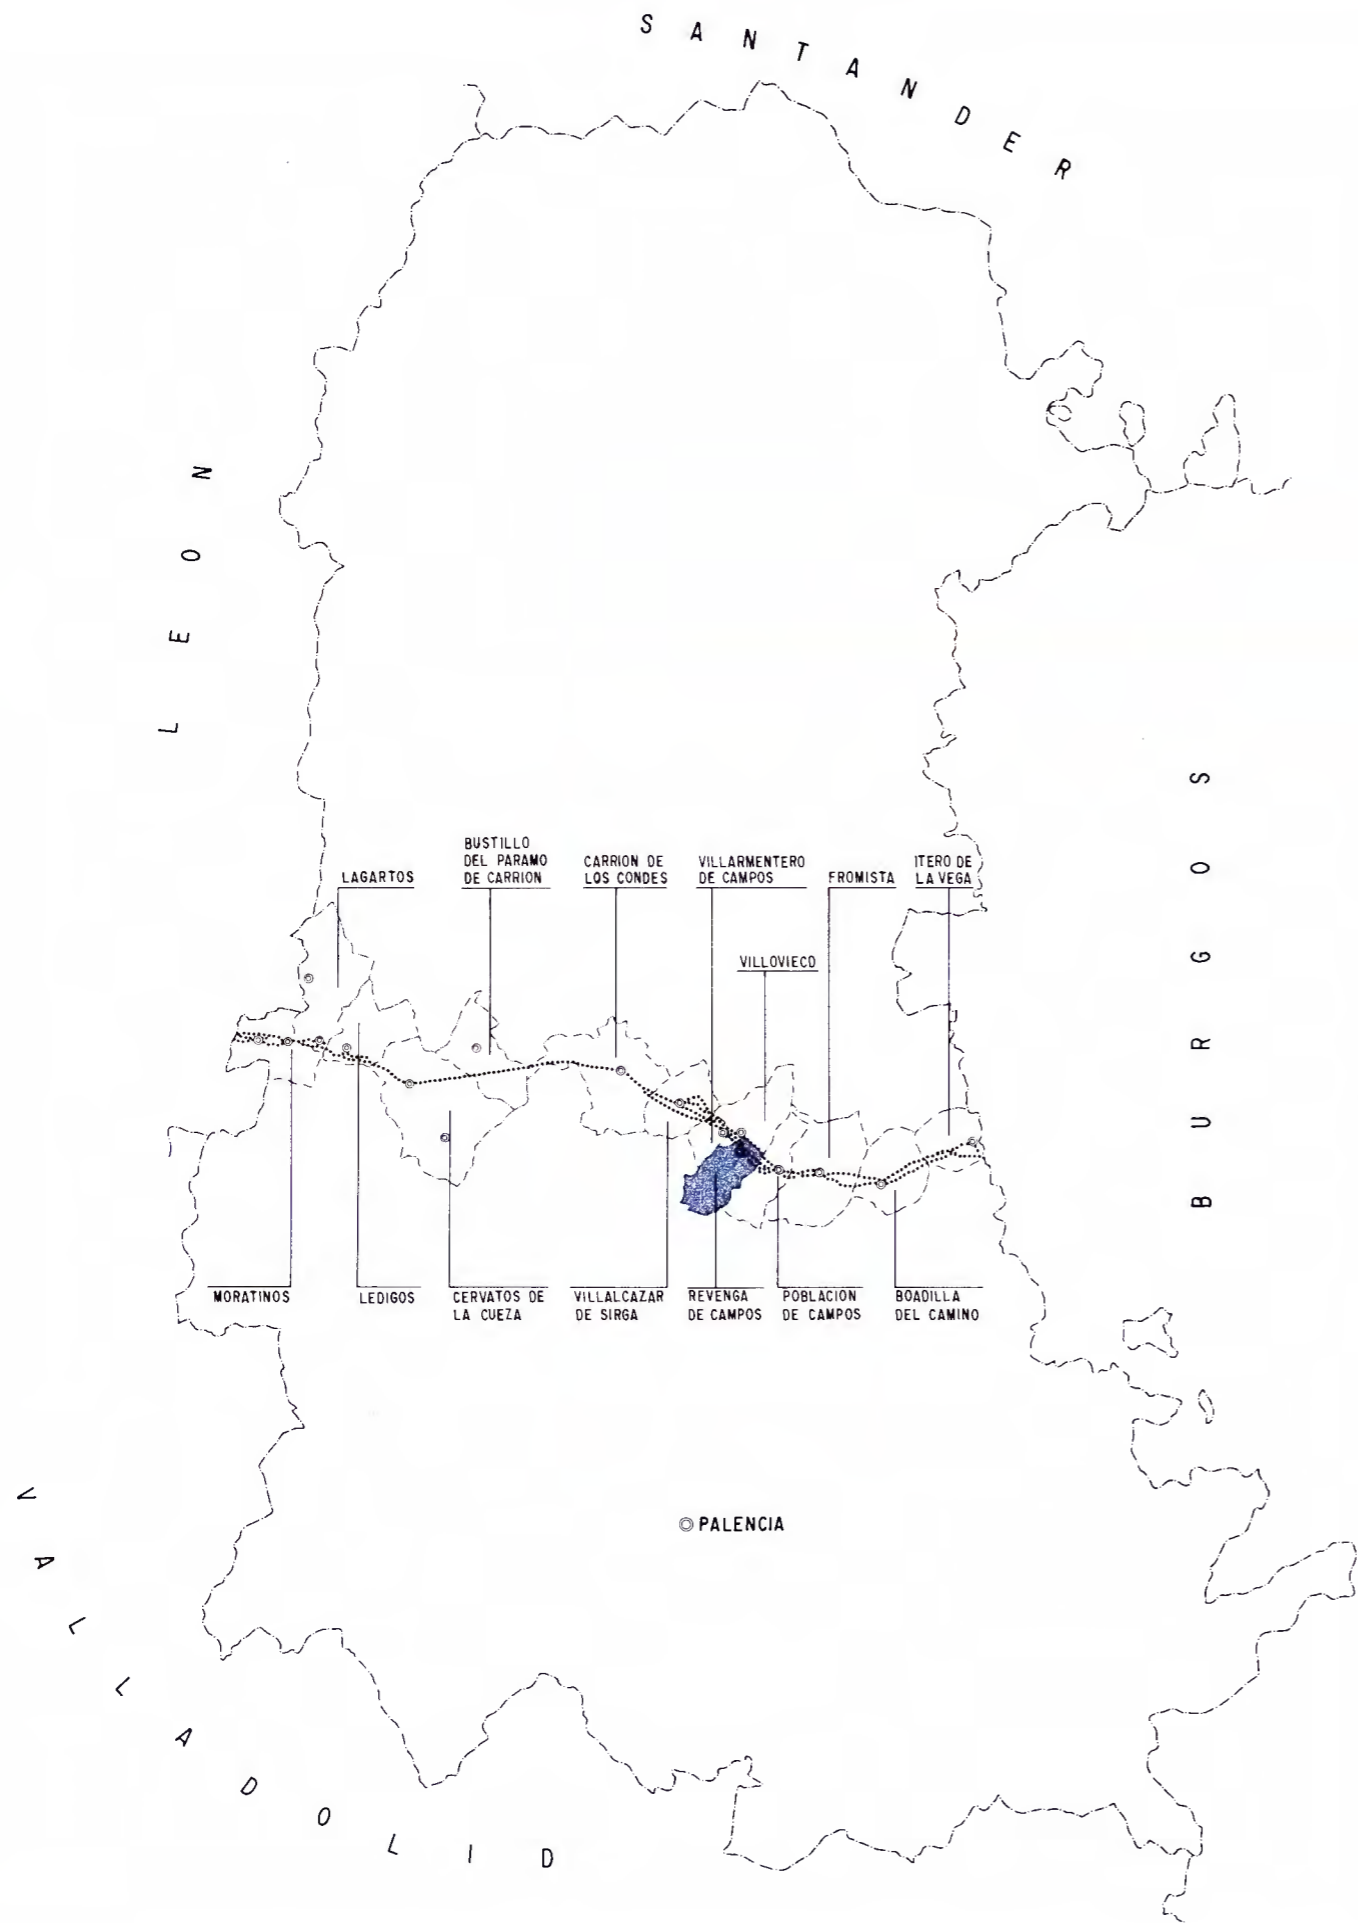 SANTANDER
LEON
BURGOS
BUSTILLO
DEL PARAMO
DE CARRION
CARRION DE
LOS CONDES
VILLARMENTERO
DE CAMPOS
ITERO DE
LA VEGA
LAGARTOS
FROMISTA
VILLOVIECO
MORATINOS
LEDIGOS
CERVATOS DE
LA CUEZA
VILLALCAZAR
DE SIRGA
REVENGA
DE CAMPOS
POBLACION
DE CAMPOS
BOADILLA
DEL CAMINO
PALENCIA
VALLADOLID